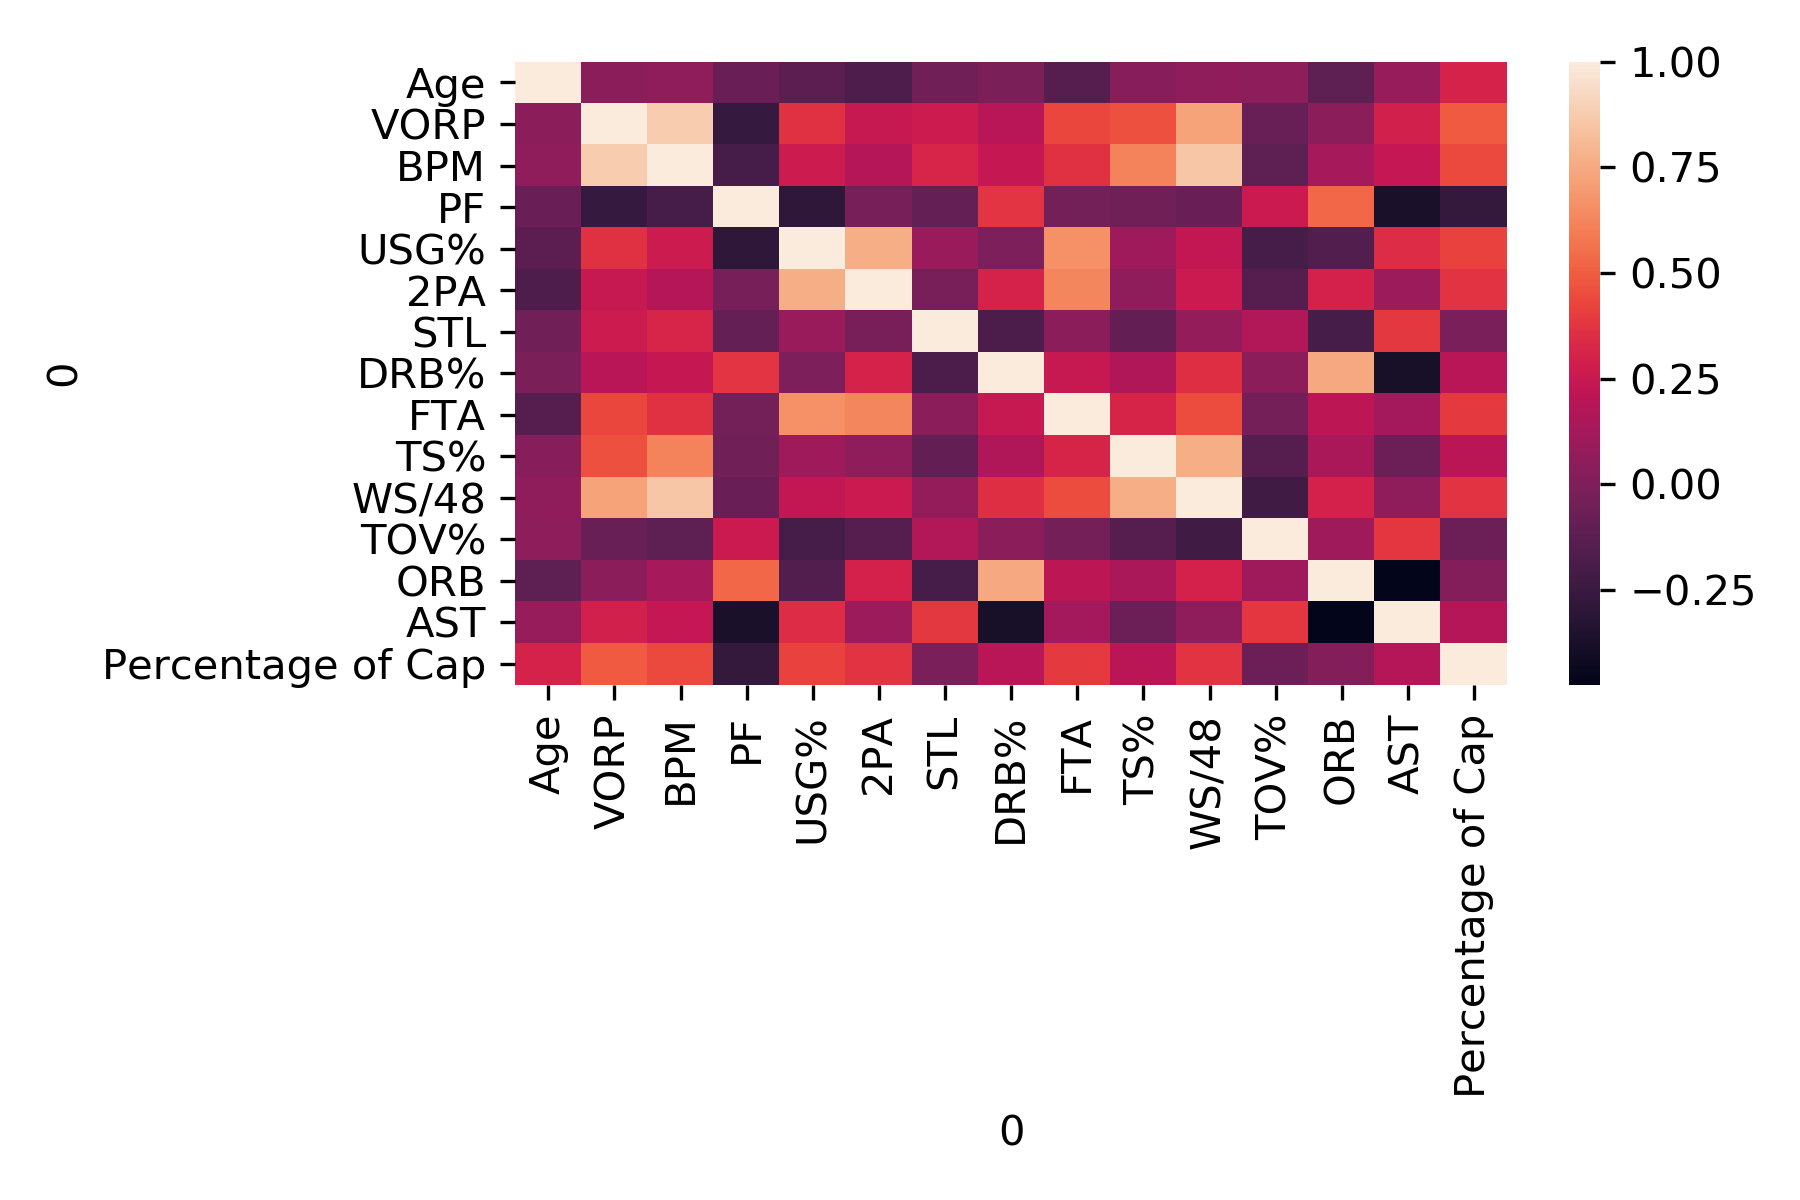 Age
VORP
BPM
PF
USG%
2PA
STL
DRB%
FTA
TS%
WS/48
TOV%
ORB
AST
Percentage of Cap
0
Age
VORP
BPM
PF
USG%
2PA
STL
DRB%
FTA
TS%
WS/48
TOV%
ORB
AST
Percentage of Cap
0
1.00
0.75
0.50
0.25
0.00
−0.25